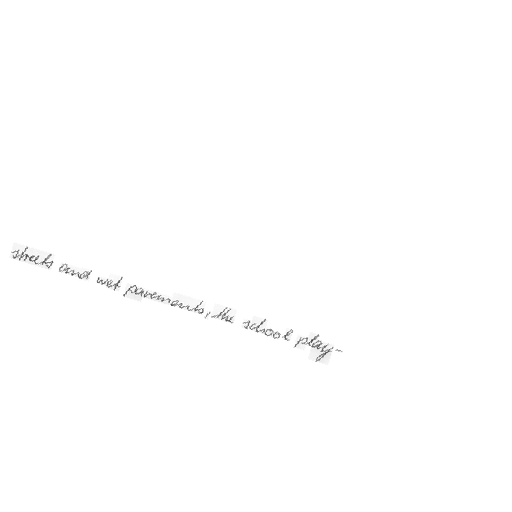 streets and wet pavements, the school play-